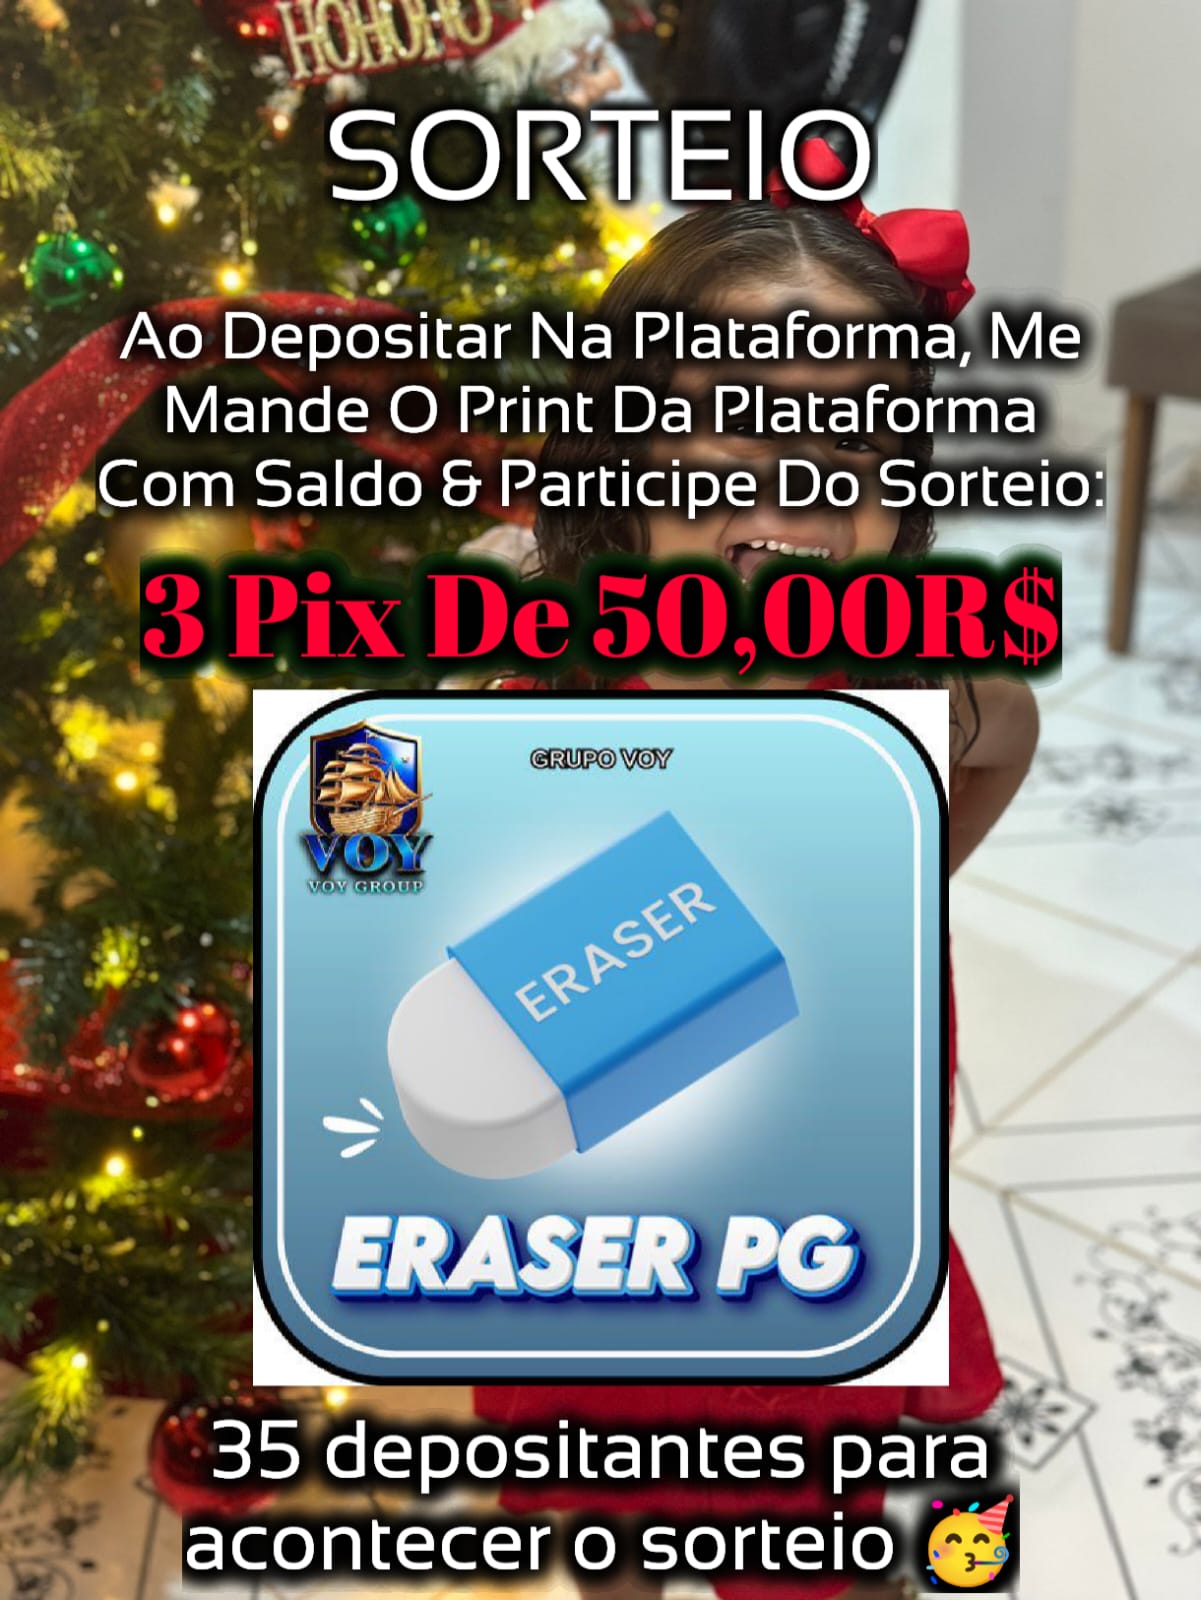 HOHOHO
SORTEIO
Ao Depositar Na Plataforma, Me
Mande O Print Da Plataforma
Com Saldo & Participe Do Sorteio:
3 Pix De 50,00R$
GRUPO VOY
VOY
VOY GROUP
ERASER
ERASER PG
35 depositantes para
acontecer o sorteio 🥳